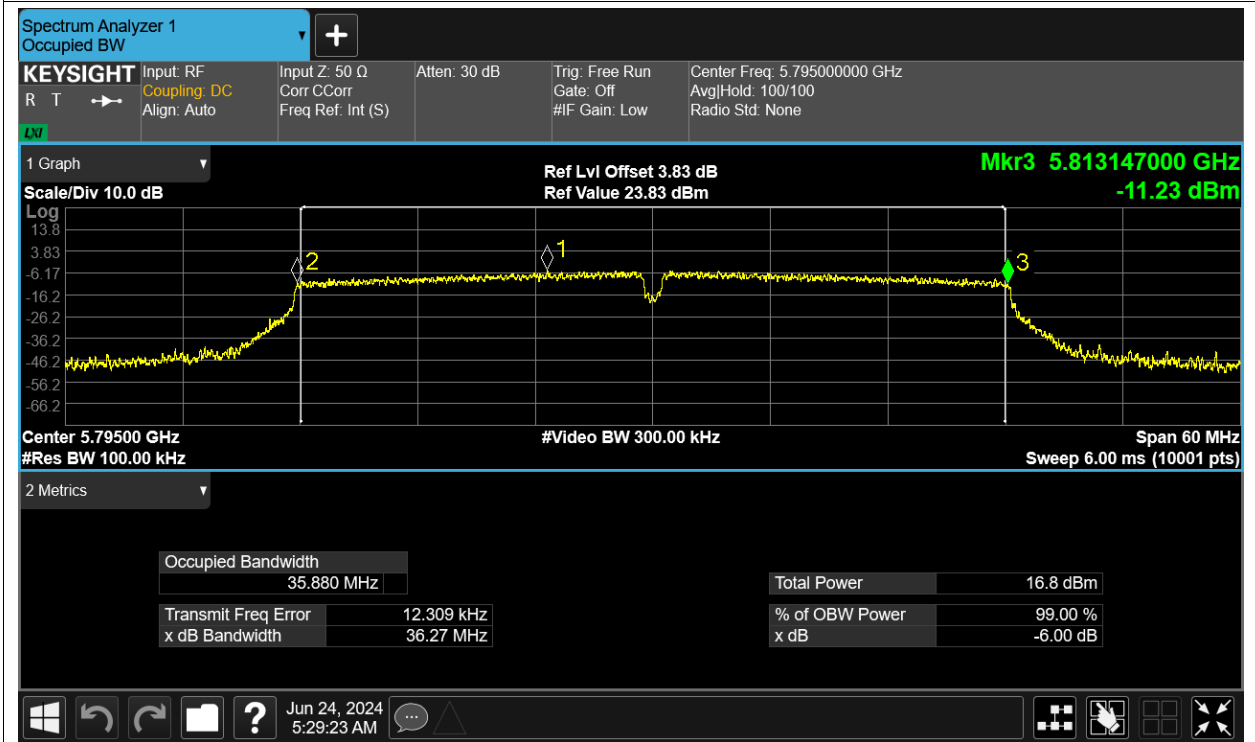 Spectrum Analyzer 1
Occupied BW
KEYSIGHT
R T
LXI
Input: RF
Coupling: DC
Align: Auto
Input Z: 50 Ω
Corr CCorr
Freq Ref: Int (S)
Atten: 30 dB
Trig: Free Run
Gate: Off
#IF Gain: Low
Center Freq: 5.795000000 GHz
Avg|Hold: 100/100
Radio Std: None
1 Graph
Scale/Div 10.0 dB
Ref Lvl Offset 3.83 dB
Ref Value 23.83 dBm
Mkr3 5.813147000 GHz
-11.23 dBm
Log
13.8
3.83
-6.17
-16.2
-26.2
-36.2
-46.2
-56.2
-66.2
2
1
3
Center 5.79500 GHz
#Res BW 100.00 kHz
#Video BW 300.00 kHz
Span 60 MHz
Sweep 6.00 ms (10001 pts)
2 Metrics
Occupied Bandwidth
35.880 MHz
Transmit Freq Error 12.309 kHz
x dB Bandwidth 36.27 MHz
Total Power 16.8 dBm
% of OBW Power 99.00 %
x dB -6.00 dB
?
Jun 24, 2024
5:29:23 AM